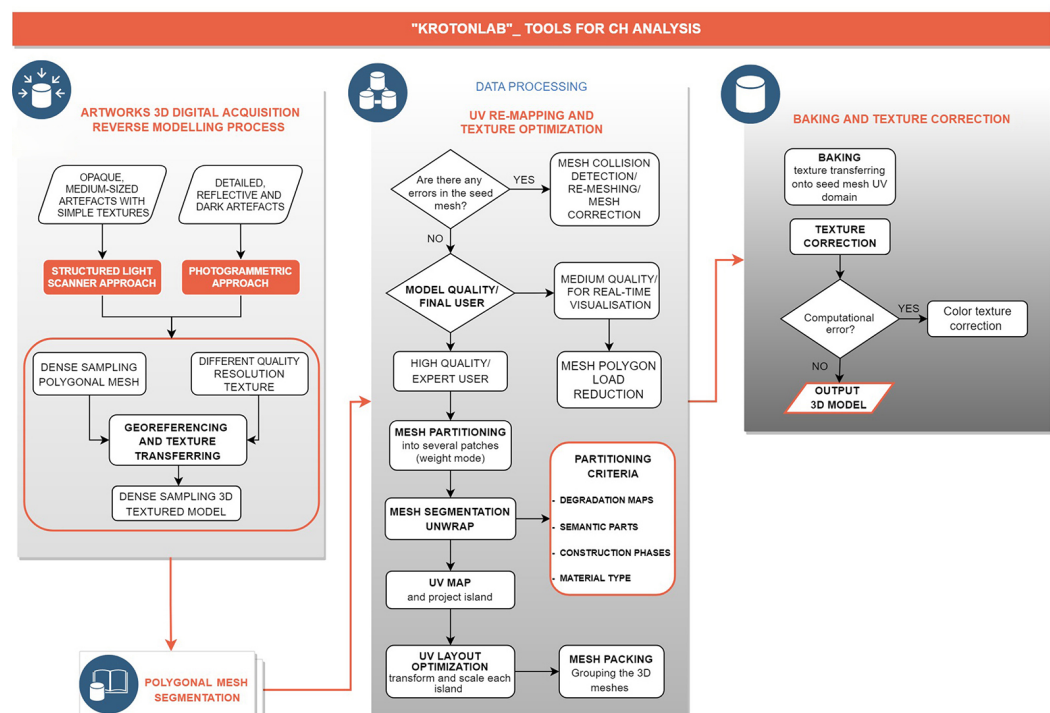 "KROTONLAB"_ TOOLS FOR CH ANALYSIS
ARTWORKS 3D DIGITAL ACQUISITION
REVERSE MODELLING PROCESS
OPAQUE,
MEDIUM-SIZED
ARTEFACTS WITH
SIMPLE TEXTURES
DETAILED,
REFLECTIVE AND
DARK ARTEFACTS
STRUCTURED LIGHT
SCANNER APPROACH
PHOTOGRAMMETRIC
APPROACH
DENSE SAMPLING
POLYGONAL MESH
DIFFERENT QUALITY
RESOLUTION
TEXTURE
GEOREFERENCING
AND TEXTURE
TRANSFERRING
DENSE SAMPLING 3D
TEXTURED MODEL
POLYGONAL MESH
SEGMENTATION
DATA PROCESSING
UV RE-MAPPING AND
TEXTURE OPTIMIZATION
Are there any
errors in the seed
mesh?
YES
MESH COLLISION
DETECTION/
RE-MESHING/
MESH
CORRECTION
NO
MODEL QUALITY/
FINAL USER
MEDIUM QUALITY/
FOR REAL-TIME
VISUALISATION
HIGH QUALITY/
EXPERT USER
MESH POLYGON
LOAD
REDUCTION
MESH PARTITIONING
into several patches
(weight mode)
PARTITIONING
CRITERIA
- DEGRADATION MAPS
- SEMANTIC PARTS
- CONSTRUCTION PHASES
- MATERIAL TYPE
MESH SEGMENTATION
UNWRAP
UV MAP
and project island
UV LAYOUT
OPTIMIZATION
transform and scale each
island
MESH PACKING
Grouping the 3D
meshes
BAKING AND TEXTURE CORRECTION
BAKING
texture transferring
onto seed mesh UV
domain
TEXTURE
CORRECTION
Computational
error?
YES
Color texture
correction
NO
OUTPUT
3D MODEL